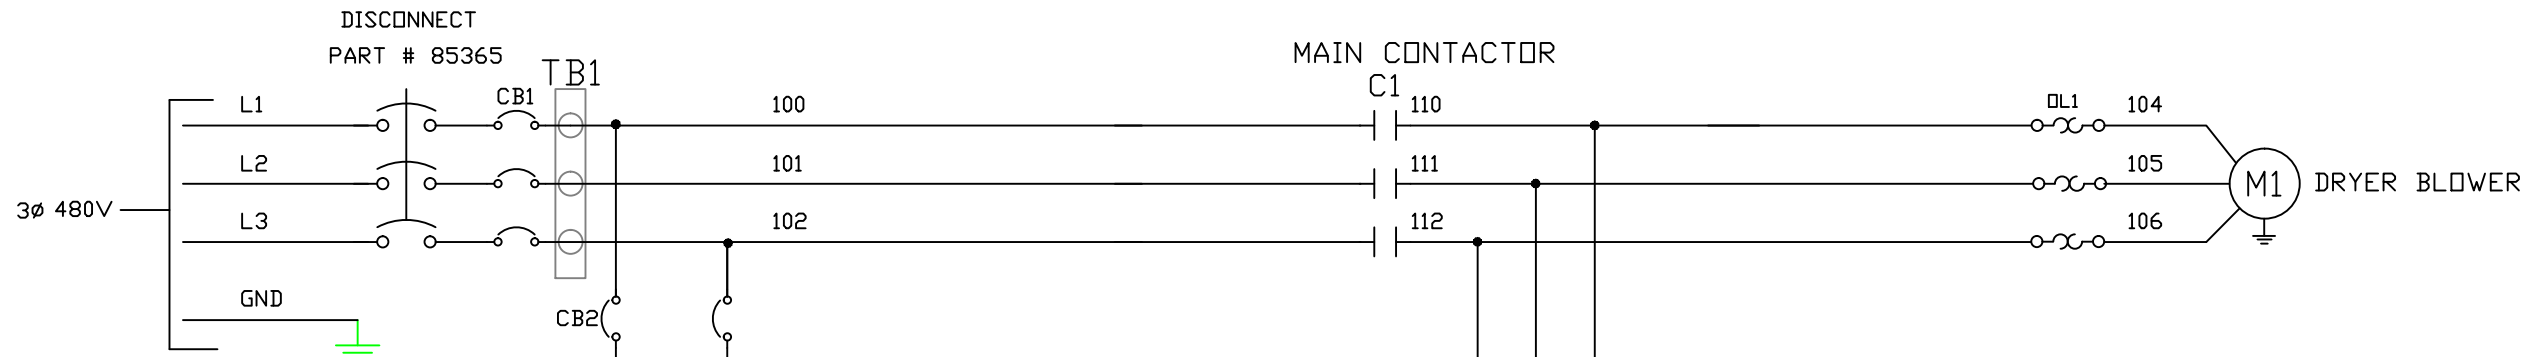 DISCONNECT
PART # 85365
TB1
MAIN CONTACTOR
C1
L1
CB1
100
110
OL1
104
L2
101
111
105
M1
DRYER BLOWER
3ø 480V
L3
102
112
106
GND
CB2